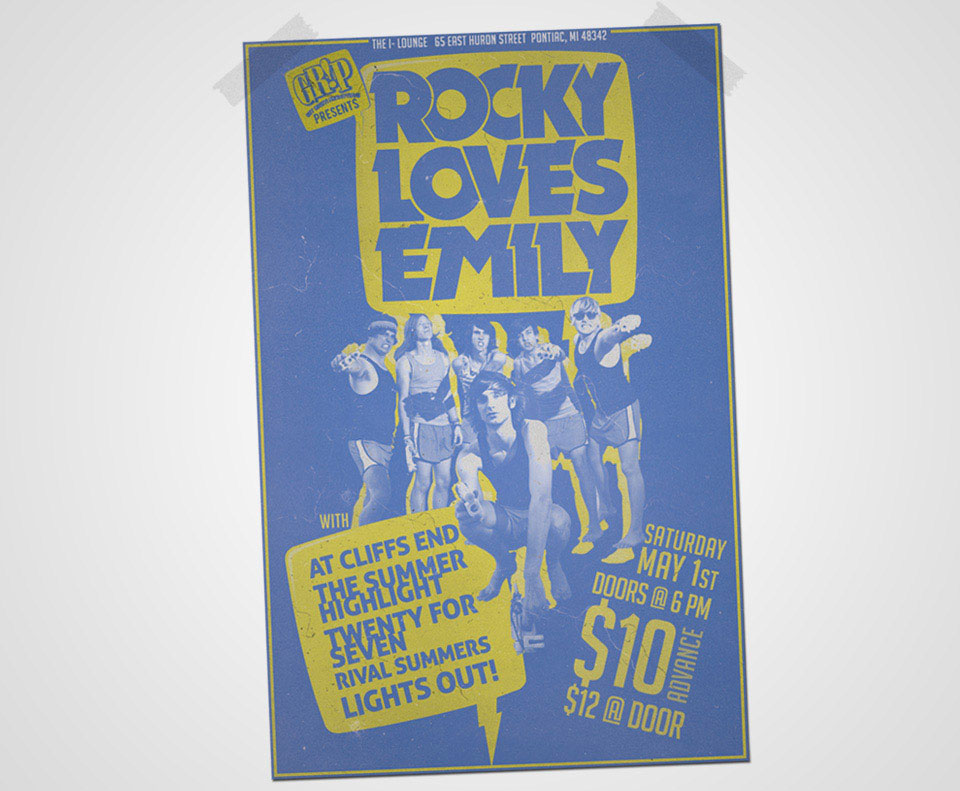 THE I- LOUNGE 65 EAST HURON STREET PONTIAC, MI 48342
GR!P
PRESENTS
ROCKY
LOVES
EMILY
WITH
AT CLIFFS END
THE SUMMER
HIGHLIGHT
TWENTY FOR
SEVEN
RIVAL SUMMERS
LIGHTS OUT!
SATURDAY
MAY 1ST
DOORS @ 6 PM
$10
ADVANCE
$12 @ DOOR